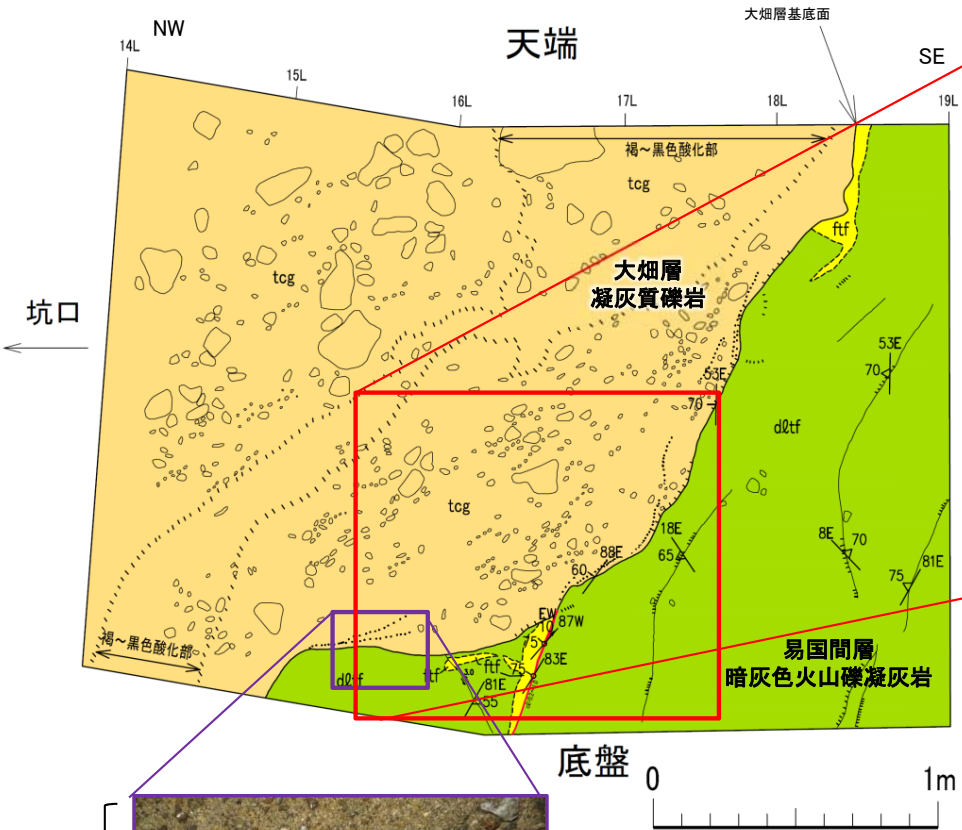 大畑層基底面
NW
天端
SE
14L
15L
16L
17L
18L
19L
褐～黒色酸化部
tcg
ftf
tcg
大畑層
凝灰質礫岩
坑口
53E
70
53E
70
dltf
tcg
18E
65
8E
70
88E
60
81E
75
EW
10
87W
5
83E
褐～黒色酸化部
易国間層
暗灰色火山礫凝灰岩
dltf
ftf
ftf
75
81E
55
底盤
0
1m